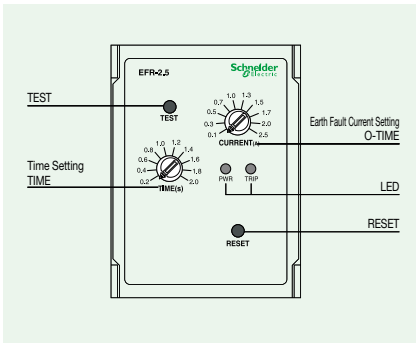 EFR-2.5
Schneider
Electric
TEST
TEST
0.1 0.3 0.5 0.7 1.0 1.3 1.5 1.7 2.0 2.5
CURRENT(A)
Earth Fault Current Setting
O-TIME
Time Setting
TIME
0.2 0.4 0.6 0.8 1.0 1.2 1.4 1.6 1.8 2.0
TIME(s)
PWR TRIP
LED
RESET
RESET